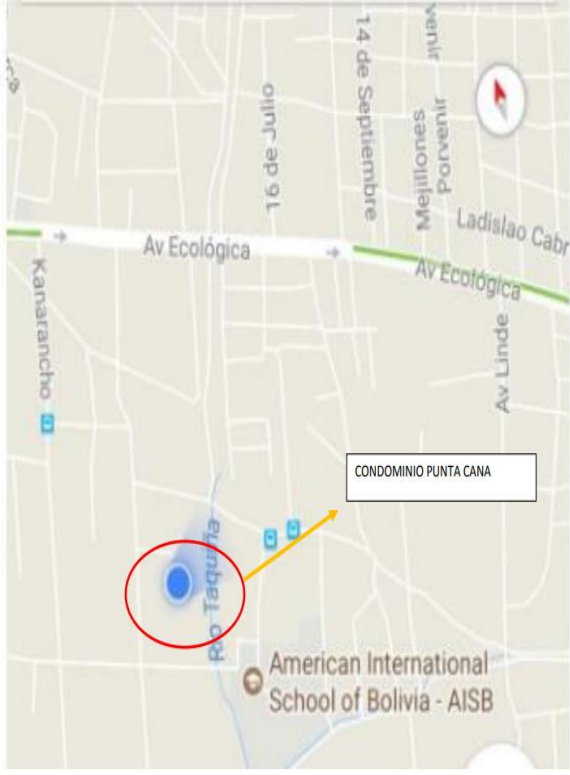 venir
14 de Septiembre
16 de Julio
Mejillones
Porvenir
Ladislao Cabr
Av Ecológica
Av Ecológica
Kanarancho
Av Linde
CONDOMINIO PUNTA CANA
Río Taquiña
American International
School of Bolivia - AISB